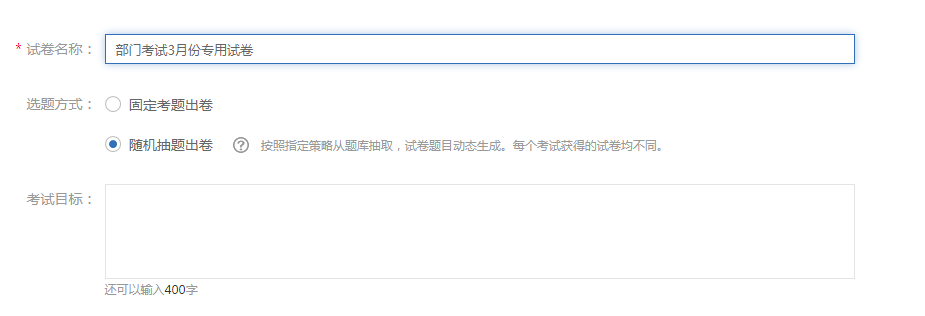 * 试卷名称： 部门考试3月份专用试卷
选题方式： 固定考题出卷
随机抽题出卷 ? 按照指定策略从题库抽取，试卷题目动态生成。每个考试获得的试卷均不同。
考试目标：
还可以输入400字